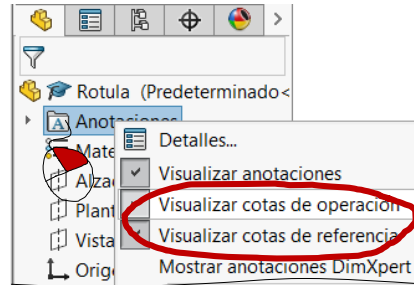 Rotula (Predeterminado<
Anotaciones
Detalles...
Mate
Visualizar anotaciones
Alza
Visualizar cotas de operación
Plant
Visualizar cotas de referencia
Vista
Mostrar anotaciones DimXpert
Orig